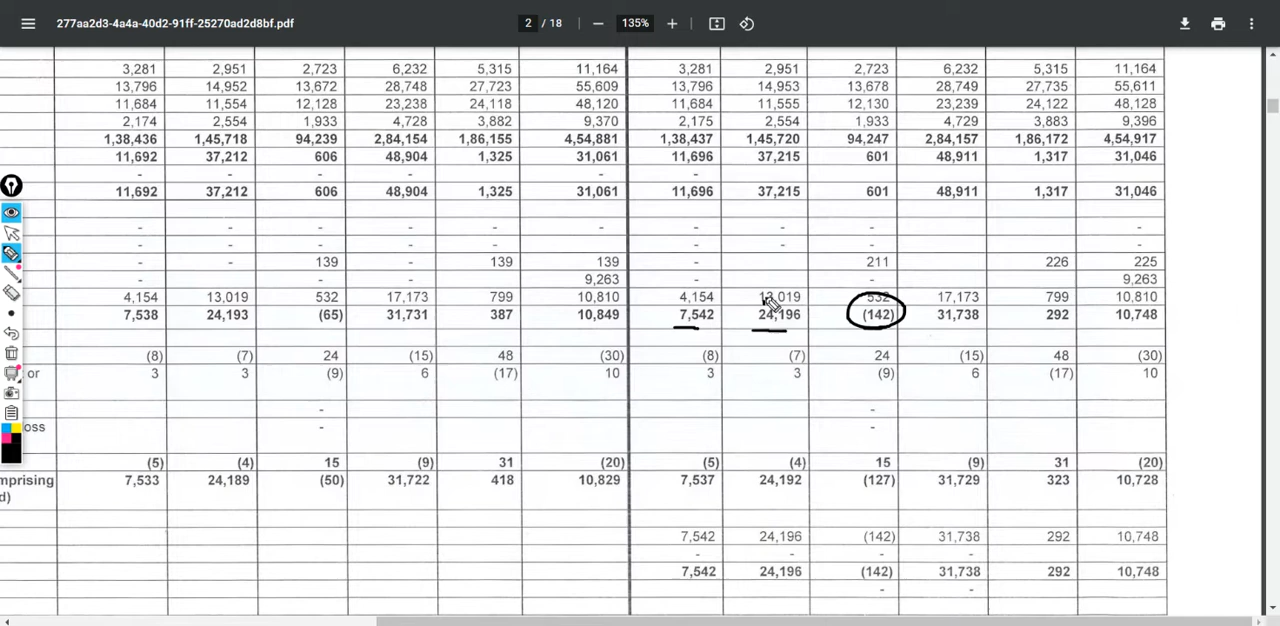 277aa2d3-4a4a-40d2-91ff-25270ad2d8bf.pdf 2 / 18 135%
3,281 2,951 2,723 6,232 5,315 11,164 3,281 2,951 2,723 6,232 5,315 11,164
13,796 14,952 13,672 28,748 27,723 55,609 13,796 14,953 13,678 28,749 27,735 55,611
11,684 11,554 12,128 23,238 24,118 48,120 11,684 11,555 12,130 23,239 24,122 48,128
2,174 2,554 1,933 4,728 3,882 9,370 2,175 2,554 1,933 4,729 3,883 9,396
1,38,436 1,45,718 94,239 2,84,154 1,86,155 4,54,881 1,38,437 1,45,720 94,247 2,84,157 1,86,172 4,54,917
11,692 37,212 606 48,904 1,325 31,061 11,696 37,215 601 48,911 1,317 31,046
- - - - - -
11,692 37,212 606 48,904 1,325 31,061 11,696 37,215 601 48,911 1,317 31,046
- - - - - - - - - -
- - - - - - - - - -
- - 139 - 139 139 - 211 226 225
- - - - - 9,263 - - 9,263
4,154 13,019 532 17,173 799 10,810 4,154 13,019 532 17,173 799 10,810
7,538 24,193 (65) 31,731 387 10,849 7,542 24,196 (142) 31,738 292 10,748
(8) (7) 24 (15) 48 (30) (8) (7) 24 (15) 48 (30)
or 3 3 (9) 6 (17) 10 3 3 (9) 6 (17) 10
- -
oss - -
(5) (4) 15 (9) 31 (20) (5) (4) 15 (9) 31 (20)
mprising 7,533 24,189 (50) 31,722 418 10,829 7,537 24,192 (127) 31,729 323 10,728
d)
7,542 24,196 (142) 31,738 292 10,748
- - - - - -
7,542 24,196 (142) 31,738 292 10,748
- - -